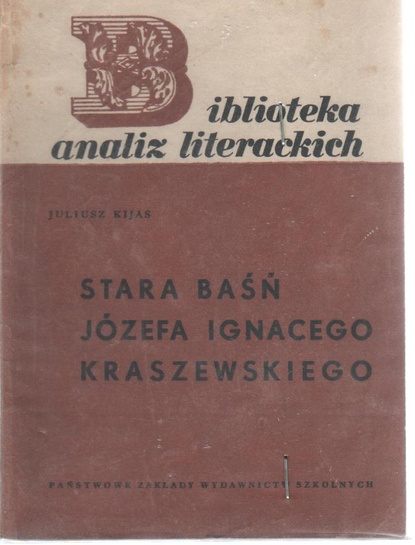 Biblioteka
analiz literackich
JULIUSZ KIJAS
STARA BAŚŃ
JÓZEFA IGNACEGO
KRASZEWSKIEGO
PAŃSTWOWE ZAKŁADY WYDAWNICTW SZKOLNYCH